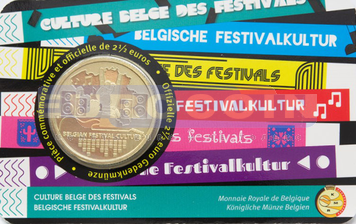 CULTURE BELGE DES FESTIVALS
BELGISCHE FESTIVALKULTUR
E DES FESTIVALS
FESTIVALKULTUR
s festivals
e Festivalkultur
Pièce commémorative et officielle de 2½ euros
Offizielle 2½ euro Gedenkmünze
BELGIAN FESTIVAL CULTURE
CULTURE BELGE DES FESTIVALS
BELGISCHE FESTIVALKULTUR
Monnaie Royale de Belgique
Königliche Münze Belgien